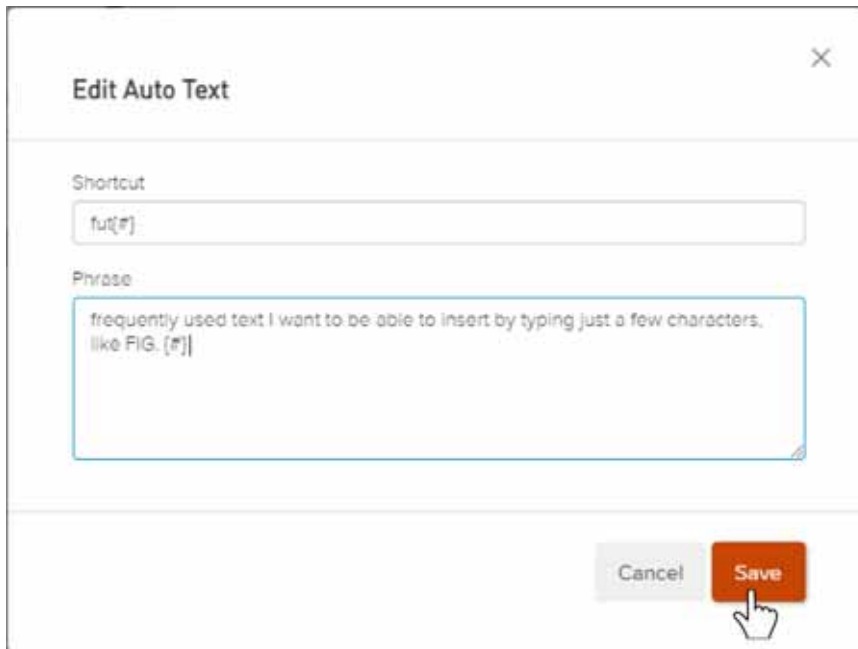 Edit Auto Text
Shortcut
fut{#}
Phrase
frequently used text I want to be able to insert by typing just a few characters,
like FIG. {#}
Cancel
Save